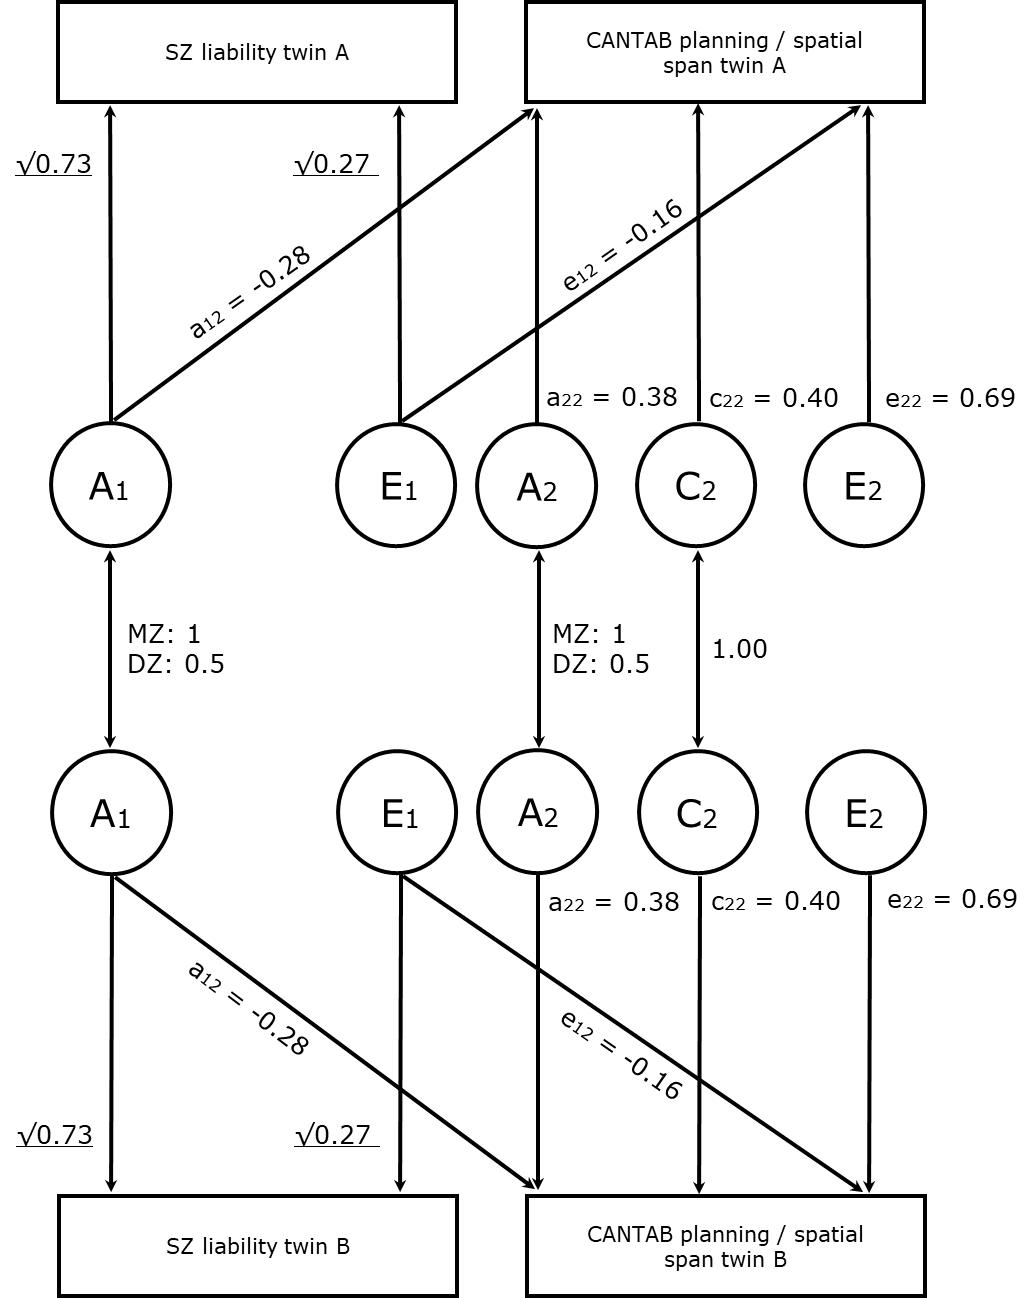 SZ liability twin A
CANTAB planning / spatial
span twin A
√0.73
√0.27
a12 = -0.28
e12 = -0.16
a22 = 0.38
c22 = 0.40
e22 = 0.69
A1
E1
A2
C2
E2
MZ: 1
DZ: 0.5
MZ: 1
DZ: 0.5
1.00
A1
E1
A2
C2
E2
a22 = 0.38
c22 = 0.40
e22 = 0.69
a12 = -0.28
e12 = -0.16
√0.73
√0.27
SZ liability twin B
CANTAB planning / spatial
span twin B